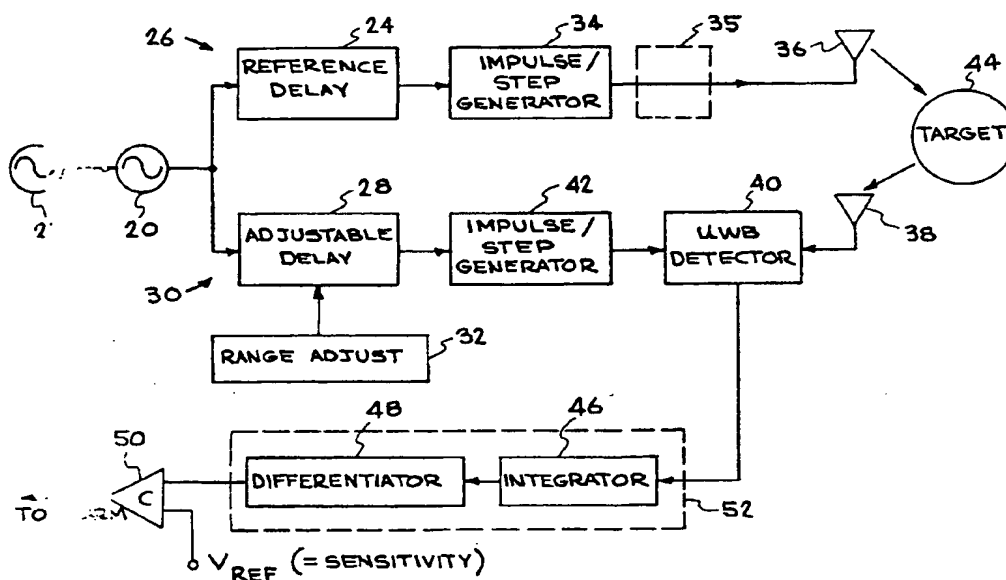 26
24
34
35
36
44
REFERENCE
DELAY
IMPULSE/
STEP
GENERATOR
TARGET
2
20
28
42
40
38
ADJUSTABLE
DELAY
IMPULSE/
STEP
GENERATOR
UWB
DETECTOR
30
RANGE ADJUST
32
50
48
46
C
DIFFERENTIATOR
INTEGRATOR
52
TO
VREF (= SENSITIVITY)